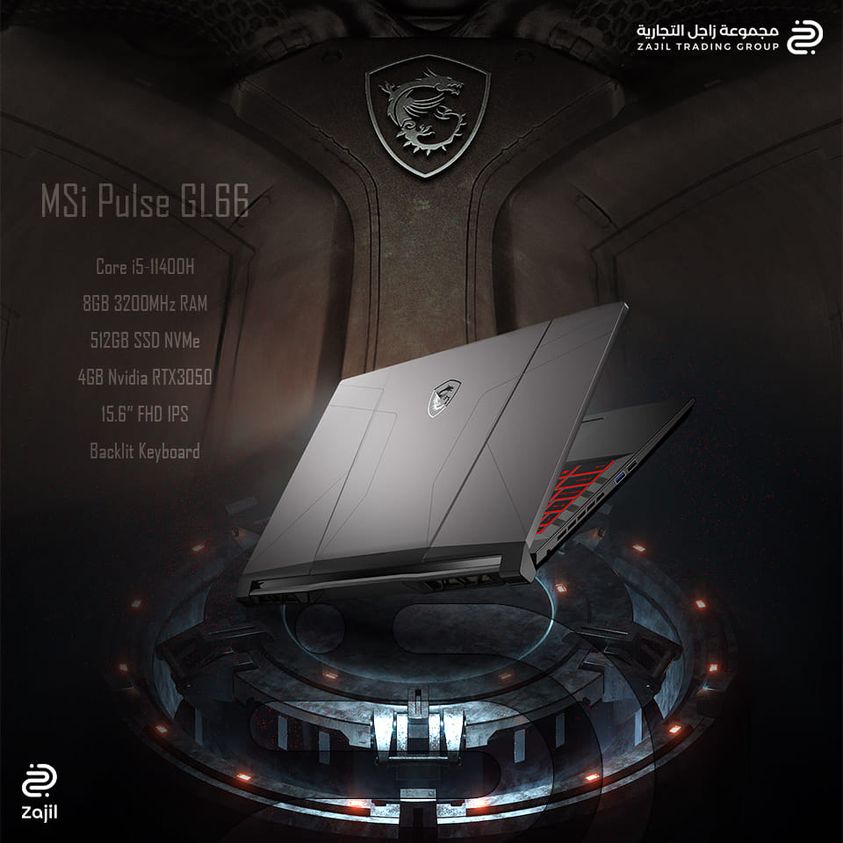 مجموعة زاجل التجارية
ZAJIL TRADING GROUP
MSi Pulse GL66
Core i5-11400H
8GB 3200MHz RAM
512GB SSD NVMe
4GB Nvidia RTX3050
15.6" FHD IPS
Backlit Keyboard
Zajil